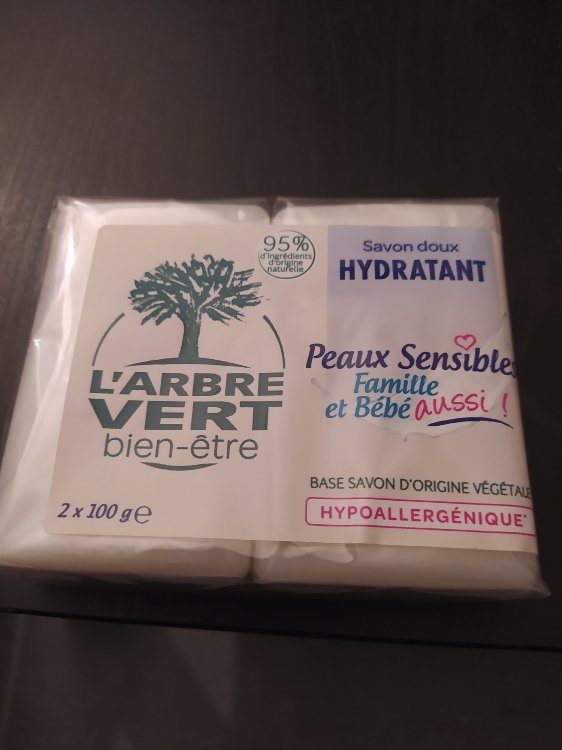 95%
d'ingrédients
d'origine
naturelle
L'ARBRE
VERT
bien-être
2 x 100 g e
Savon doux
HYDRATANT
Peaux Sensibles
Famille
et Bébé aussi !
BASE SAVON D'ORIGINE VÉGÉTALE
HYPOALLERGÉNIQUE*